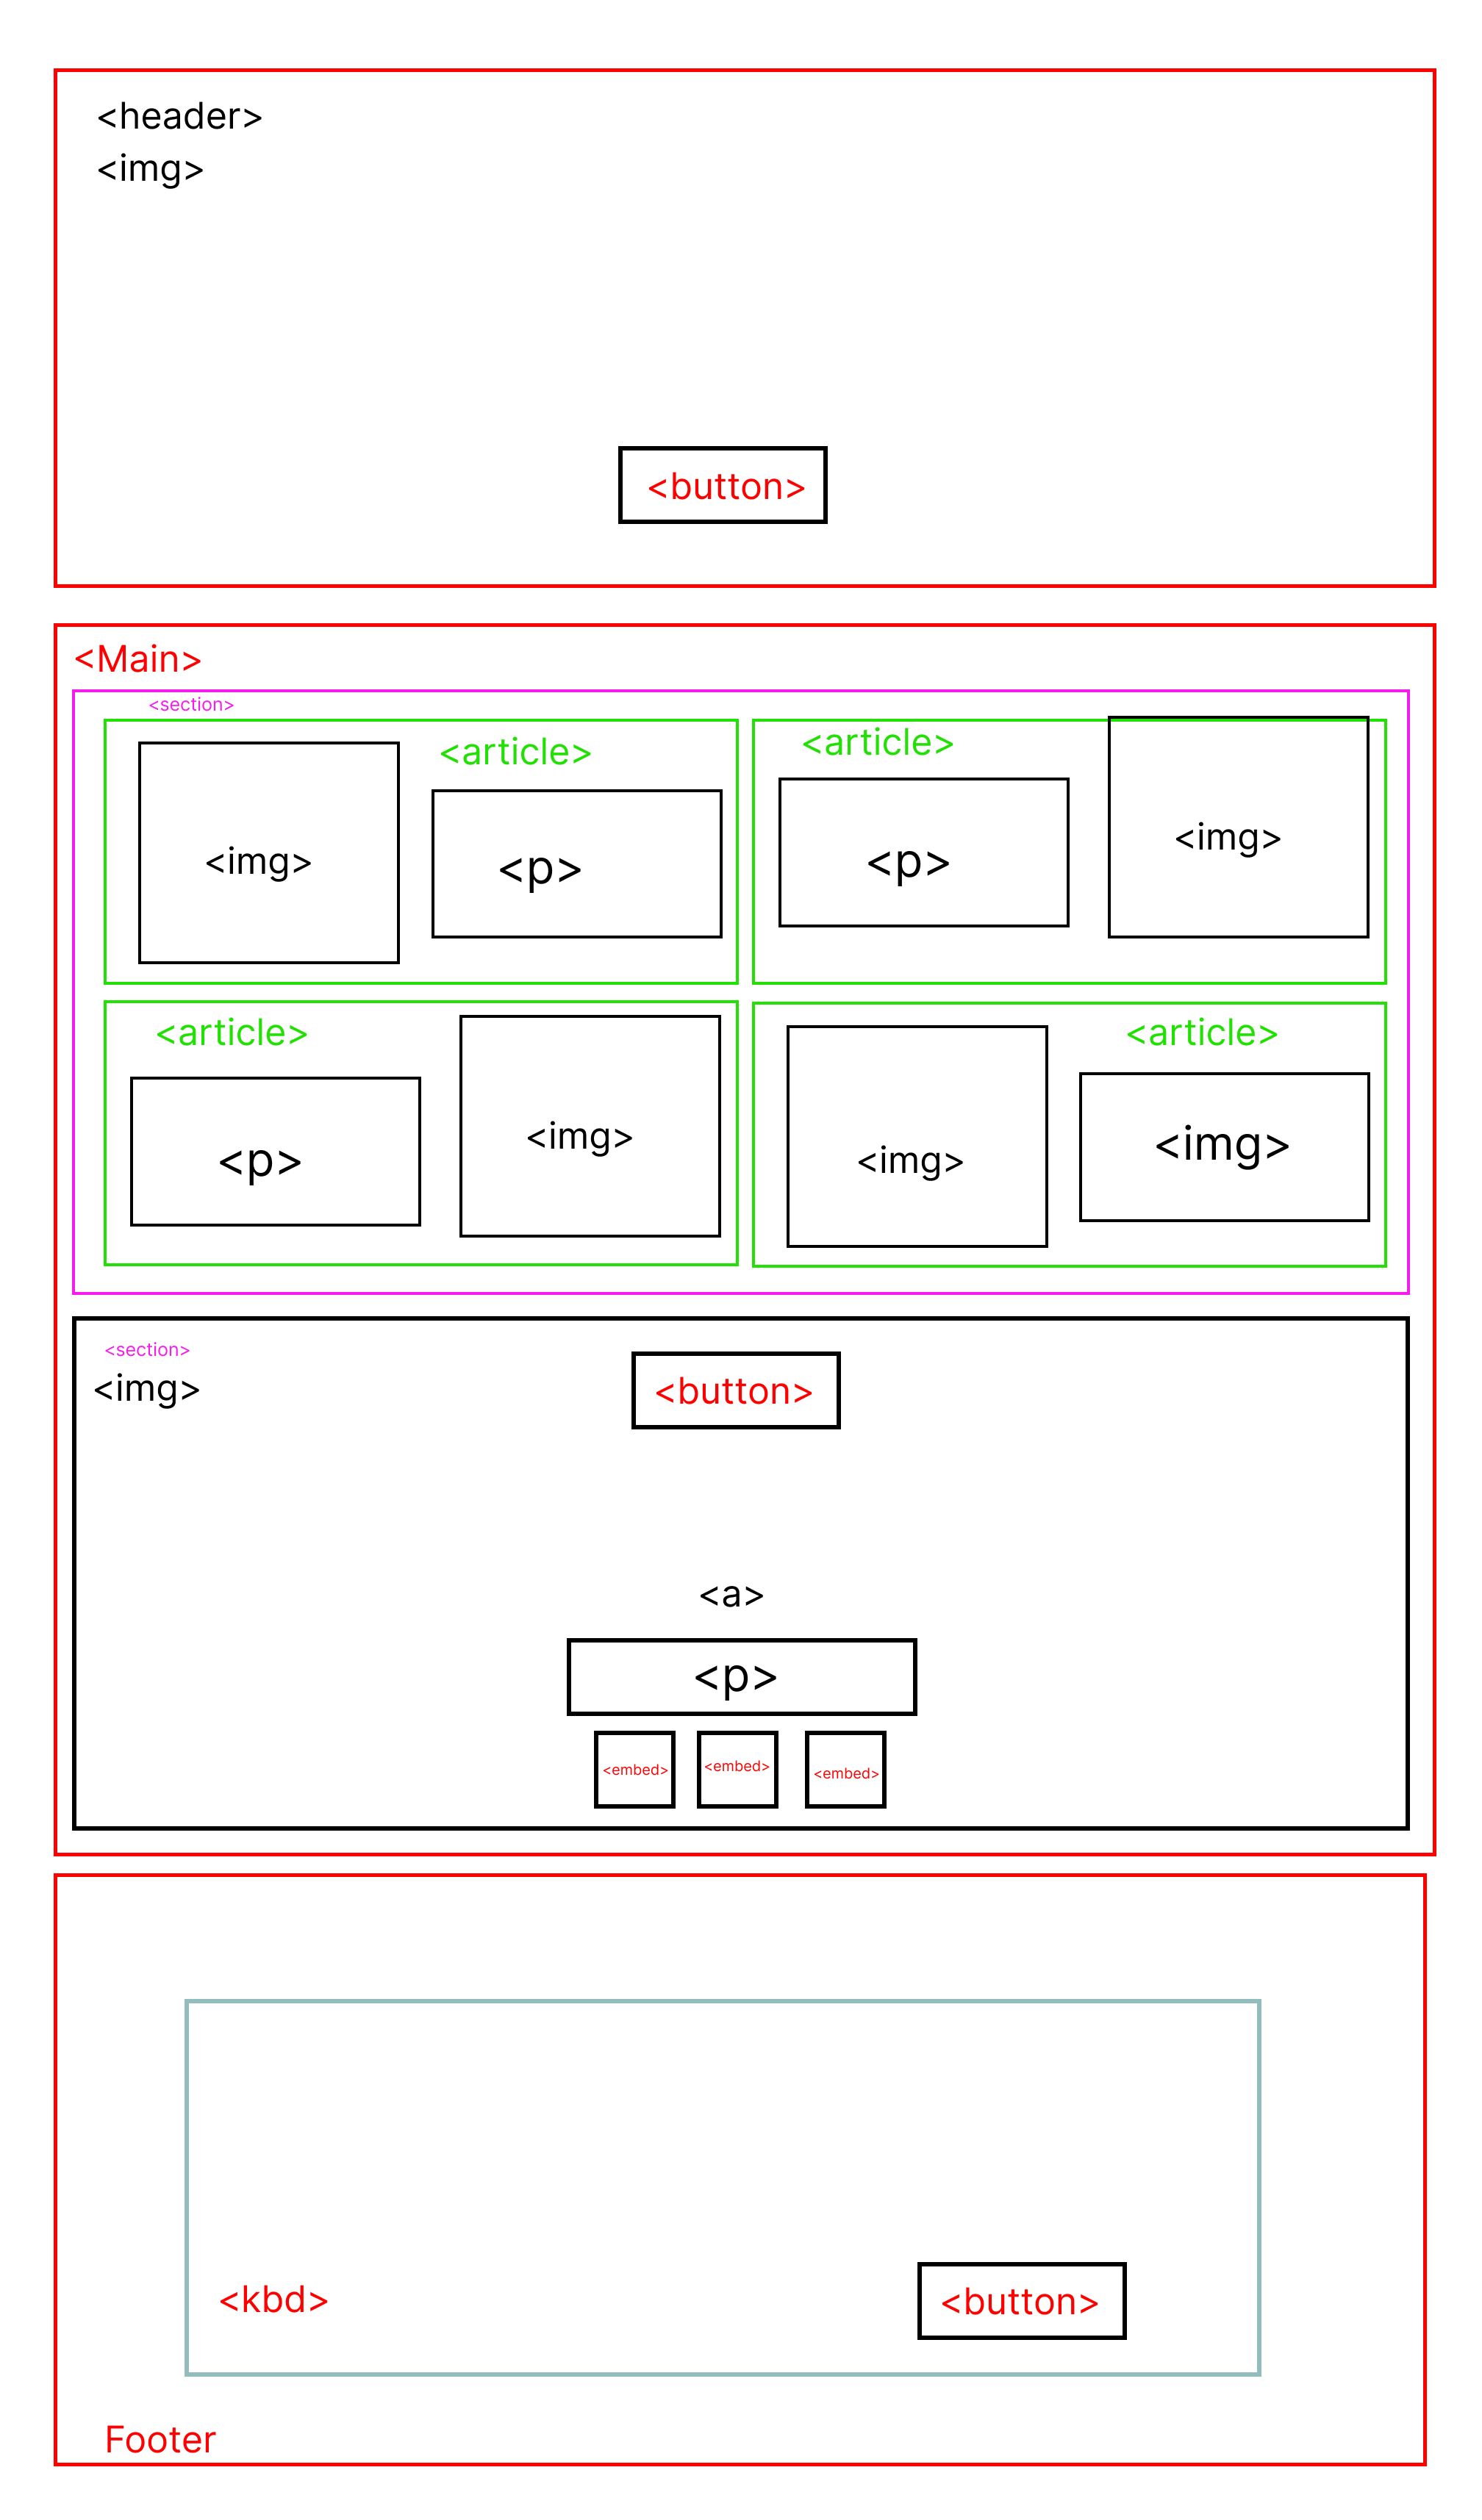 <header>
<img>
<button>
<Main>
<section>
<article>
<img>
<p>
<article>
<p>
<img>
<article>
<p>
<img>
<article>
<img>
<img>
<section>
<img>
<button>
<a>
<p>
<embed>
<embed>
<embed>
<kbd>
<button>
Footer